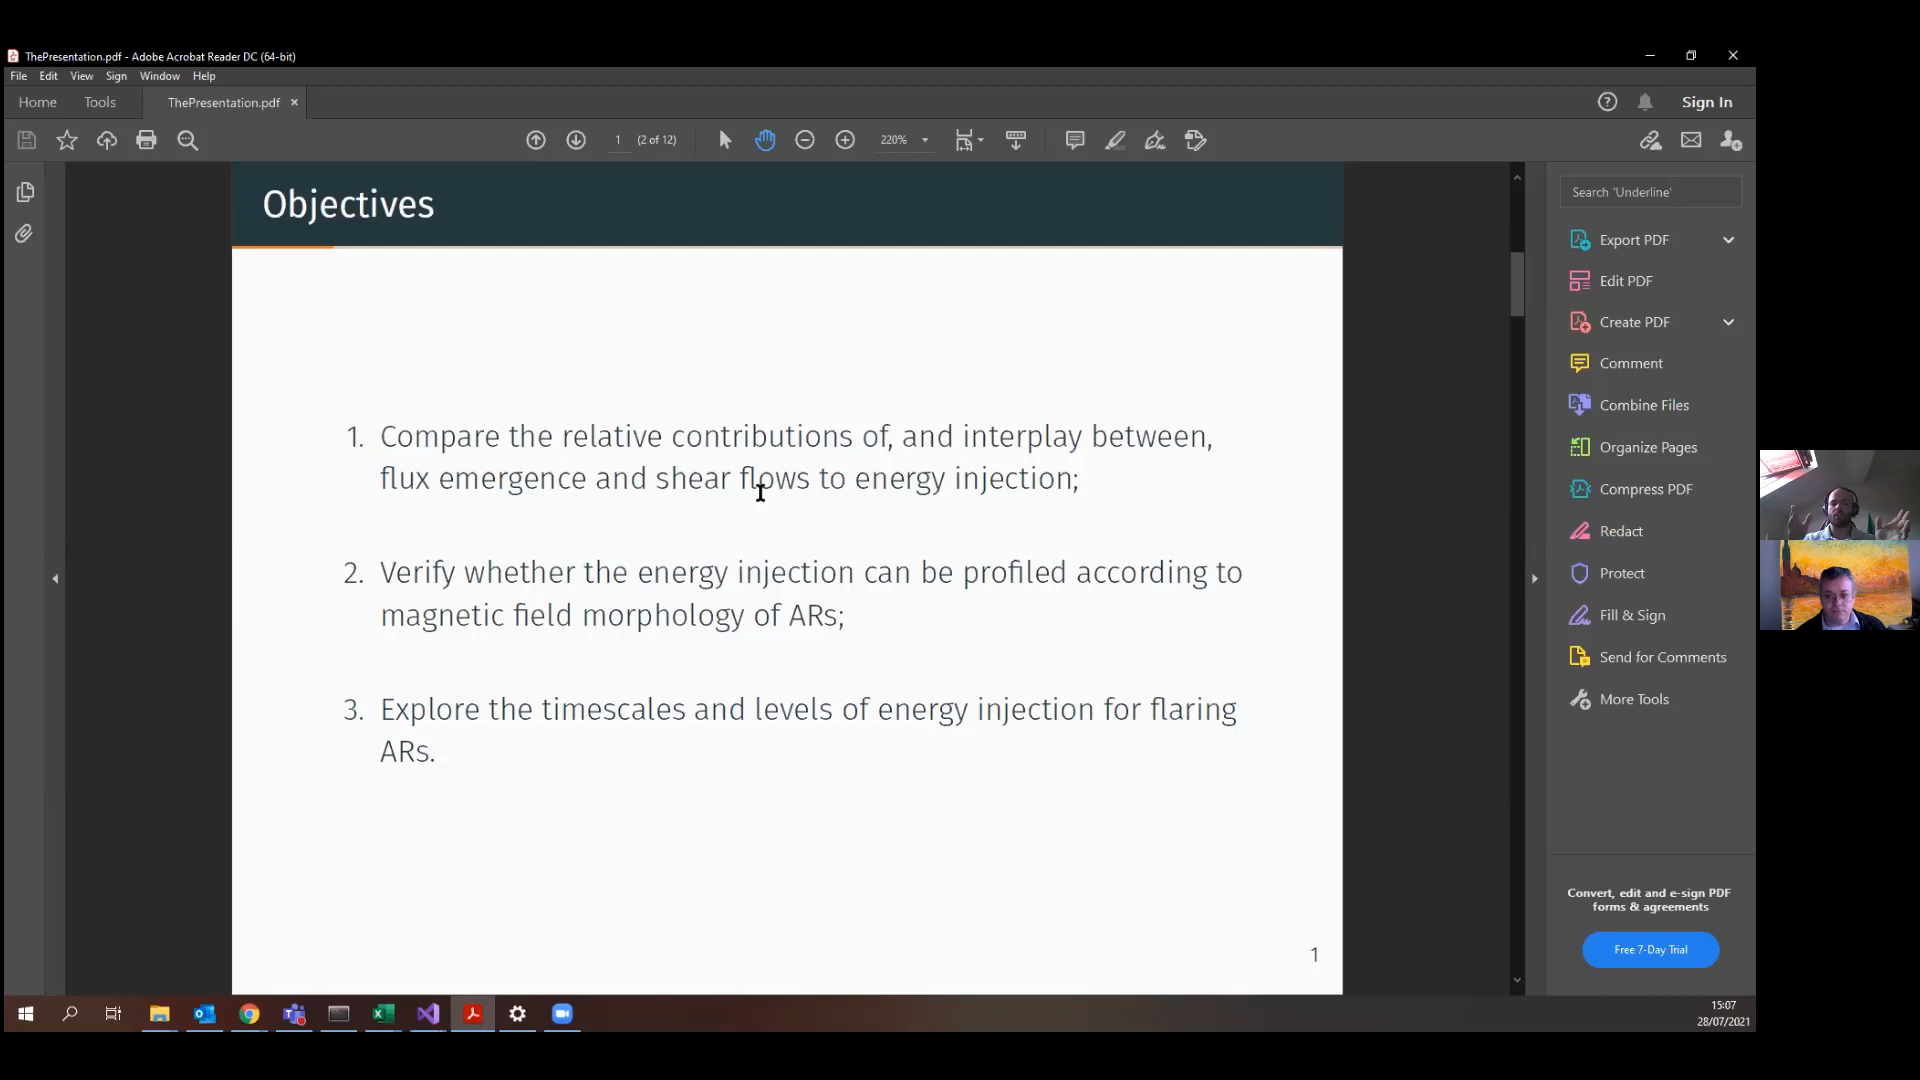 ThePresentation.pdf - Adobe Acrobat Reader DC (64-bit)
File Edit View Sign Window Help
Home Tools ThePresentation.pdf × Sign In
1 (2 of 12) 220%
Objectives
1. Compare the relative contributions of, and interplay between,
flux emergence and shear flows to energy injection;
2. Verify whether the energy injection can be profiled according to
magnetic field morphology of ARs;
3. Explore the timescales and levels of energy injection for flaring
ARs.
1
Search 'Underline'
Export PDF
Edit PDF
Create PDF
Comment
Combine Files
Organize Pages
Compress PDF
Redact
Protect
Fill & Sign
Send for Comments
More Tools
Convert, edit and e-sign PDF
forms & agreements
Free 7-Day Trial
15:07
28/07/2021